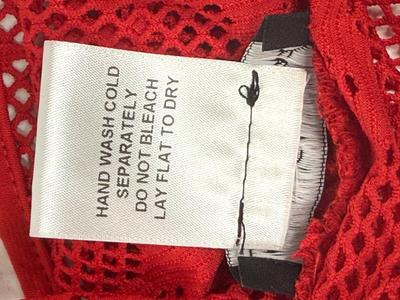 HAND WASH COLD
SEPARATELY
DO NOT BLEACH
LAY FLAT TO DRY